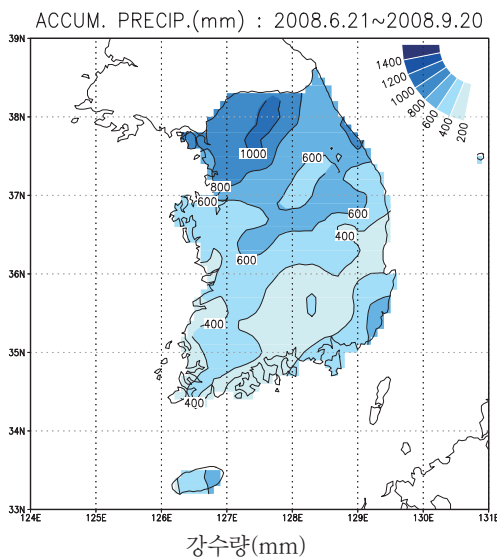 ACCUM. PRECIP.(mm) : 2008.6.21~2008.9.20
39N
1400
1200
1000
800
600
400
200
38N
1000
600
37N
800
600
600
400
600
36N
400
35N
400
34N
33N
124E 125E 126E 127E 128E 129E 130E 131E
강수량(mm)